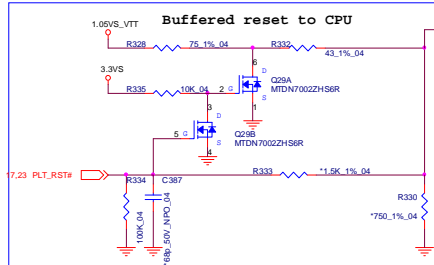 Buffered reset to CPU
1.05VS_VTT
R328 75_1%_04 R332 43_1%_04
3.3VS
6
D
Q29A
R335 10K_04 2 G
MTDN7002ZHS6R
S
3 1
D
5 G
Q29B
S
MTDN7002ZHS6R
4
17,23 PLT_RST#
R334 C387 R333 *1.5K_1%_04
R330
100K_04
*68p_50V_NPO_04
*750_1%_04